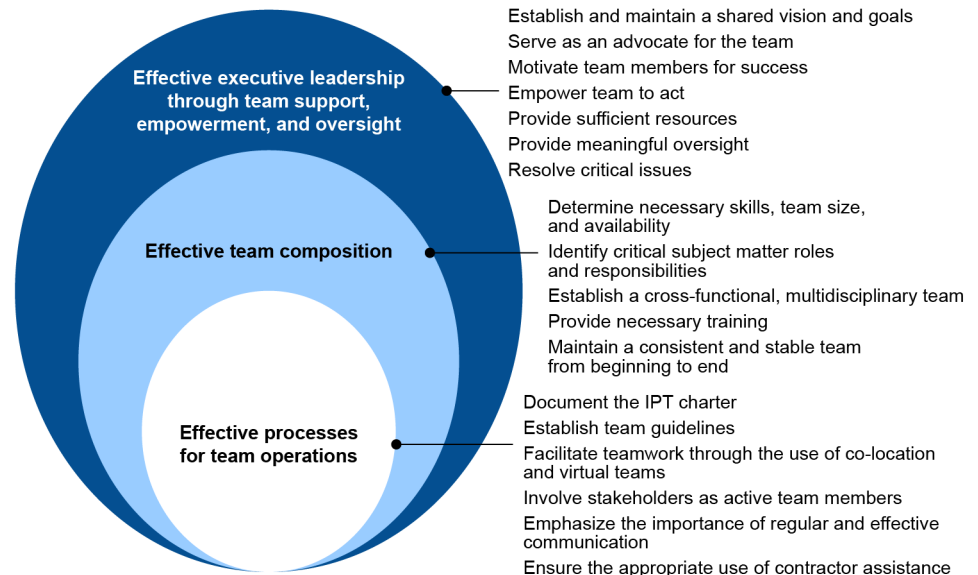 Effective executive leadership
through team support,
empowerment, and oversight
Establish and maintain a shared vision and goals
Serve as an advocate for the team
Motivate team members for success
Empower team to act
Provide sufficient resources
Provide meaningful oversight
Resolve critical issues
Effective team composition
Determine necessary skills, team size,
and availability
Identify critical subject matter roles
and responsibilities
Establish a cross-functional, multidisciplinary team
Provide necessary training
Maintain a consistent and stable team
from beginning to end
Effective processes
for team operations
Document the IPT charter
Establish team guidelines
Facilitate teamwork through the use of co-location
and virtual teams
Involve stakeholders as active team members
Emphasize the importance of regular and effective
communication
Ensure the appropriate use of contractor assistance